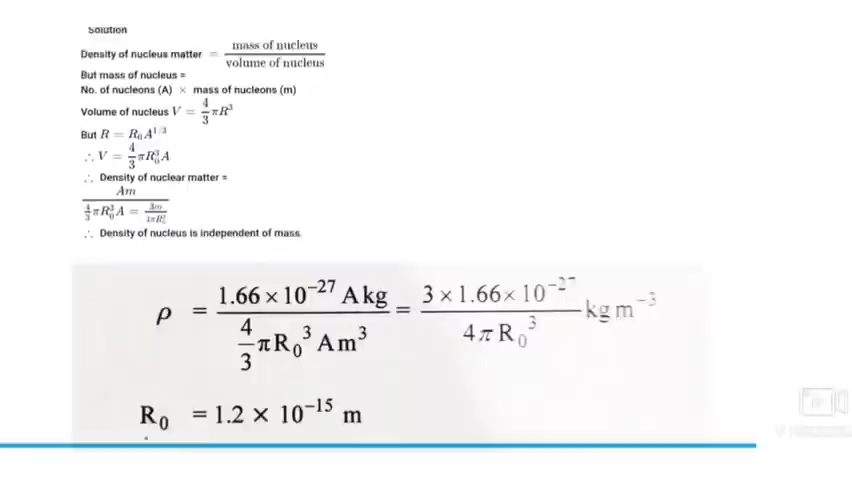 Solution
Density of nucleus matter = mass of nucleus / volume of nucleus
But mass of nucleus =
No. of nucleons (A) × mass of nucleons (m)
Volume of nucleus V = 4/3 πR³
But R = R₀A^{1/3}
∴ V = 4/3 πR₀³A
∴ Density of nuclear matter =
Am
4/3 πR₀³A = 3m/4πR₀³
∴ Density of nucleus is independent of mass.
ρ = 1.66 × 10⁻²⁷ A kg / 4/3 πR₀³ Am³ = 3 × 1.66 × 10⁻²⁷ / 4πR₀³ kg m⁻³
R₀ = 1.2 × 10⁻¹⁵ m